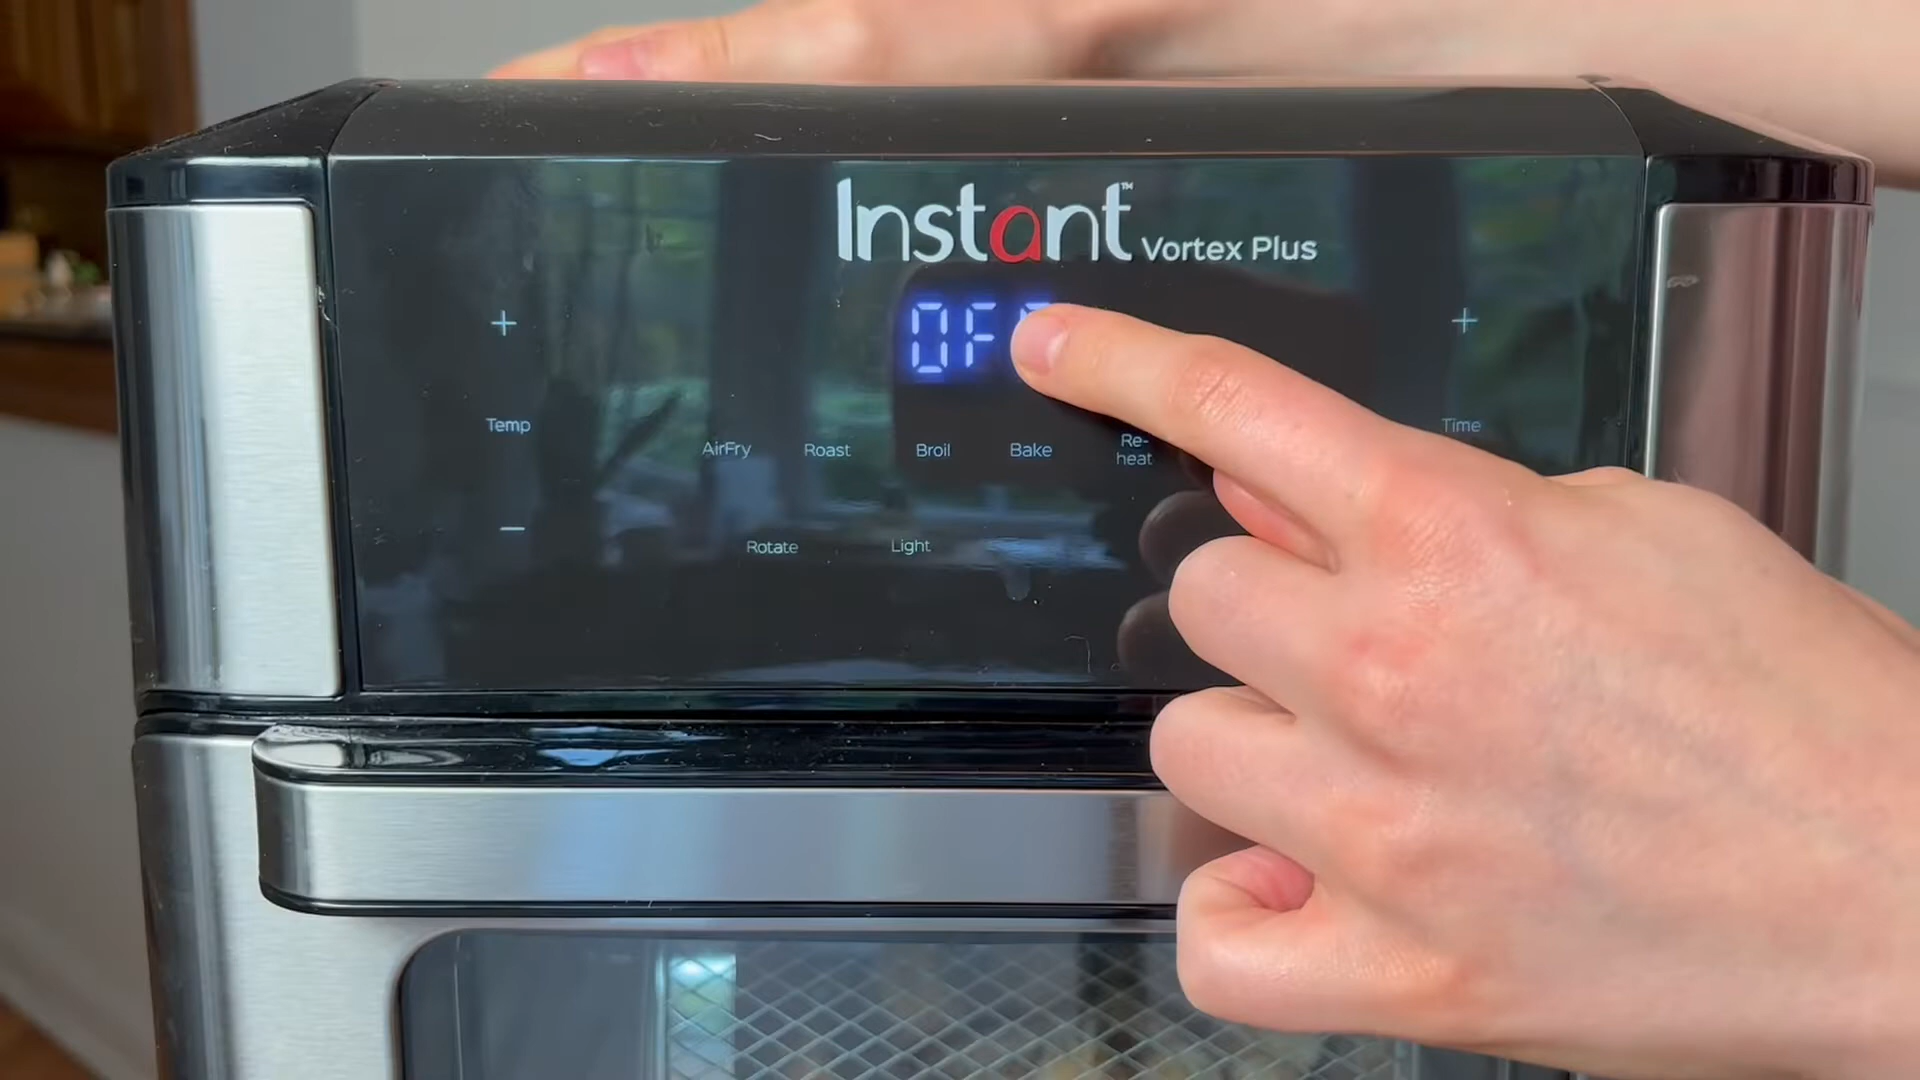 Instant™ Vortex Plus
OF
+
+
Temp
Time
AirFry
Roast
Broil
Bake
Re-
heat
−
Rotate
Light